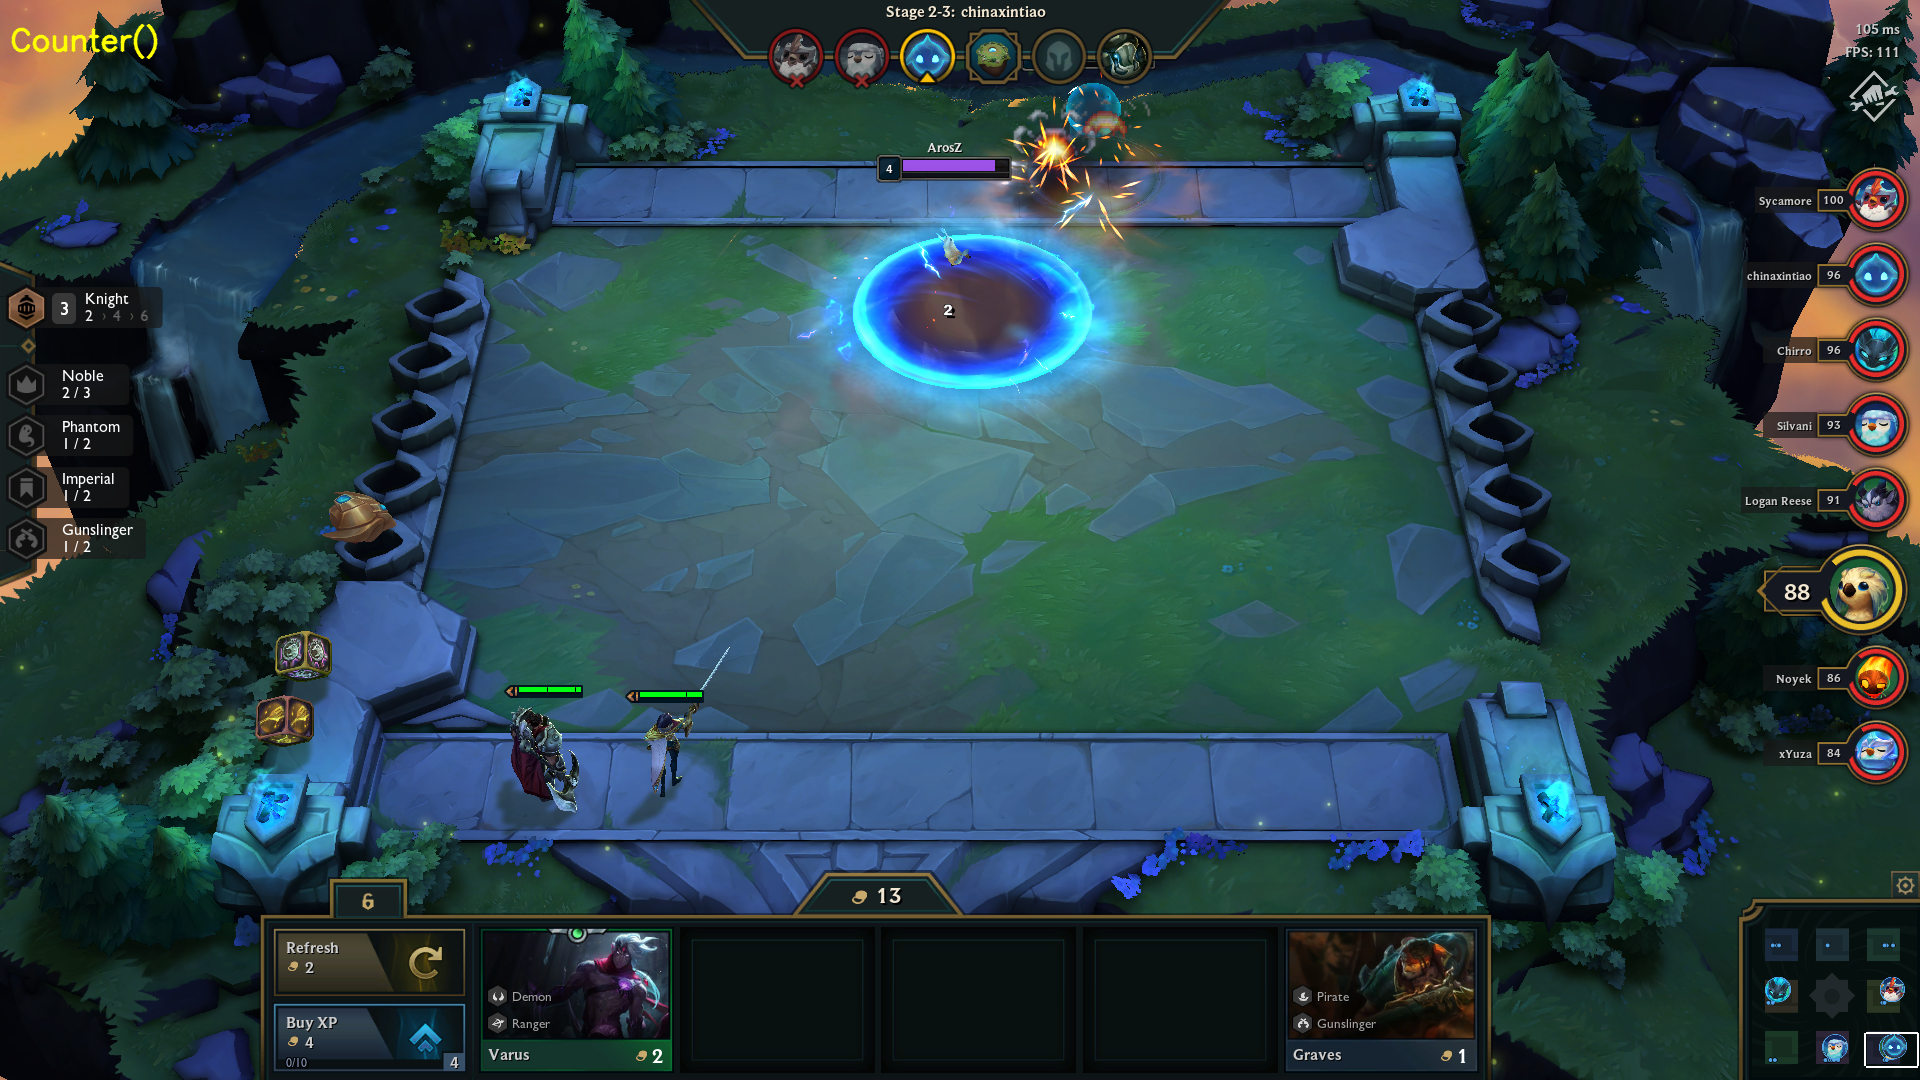 Counter()
Stage 2-3: chinaxintiao
105 ms
FPS: 111
ArosZ
4
2
3
Knight
2 › 4 › 6
Noble
2 / 3
Phantom
1 / 2
Imperial
1 / 2
Gunslinger
1 / 2
Sycamore 100
chinaxintiao 96
Chirro 96
Silvani 93
Logan Reese 91
88
Noyek 86
xYuza 84
6
13
Refresh
2
Buy XP
4
0/10
4
Demon
Ranger
Varus 2
Pirate
Gunslinger
Graves 1